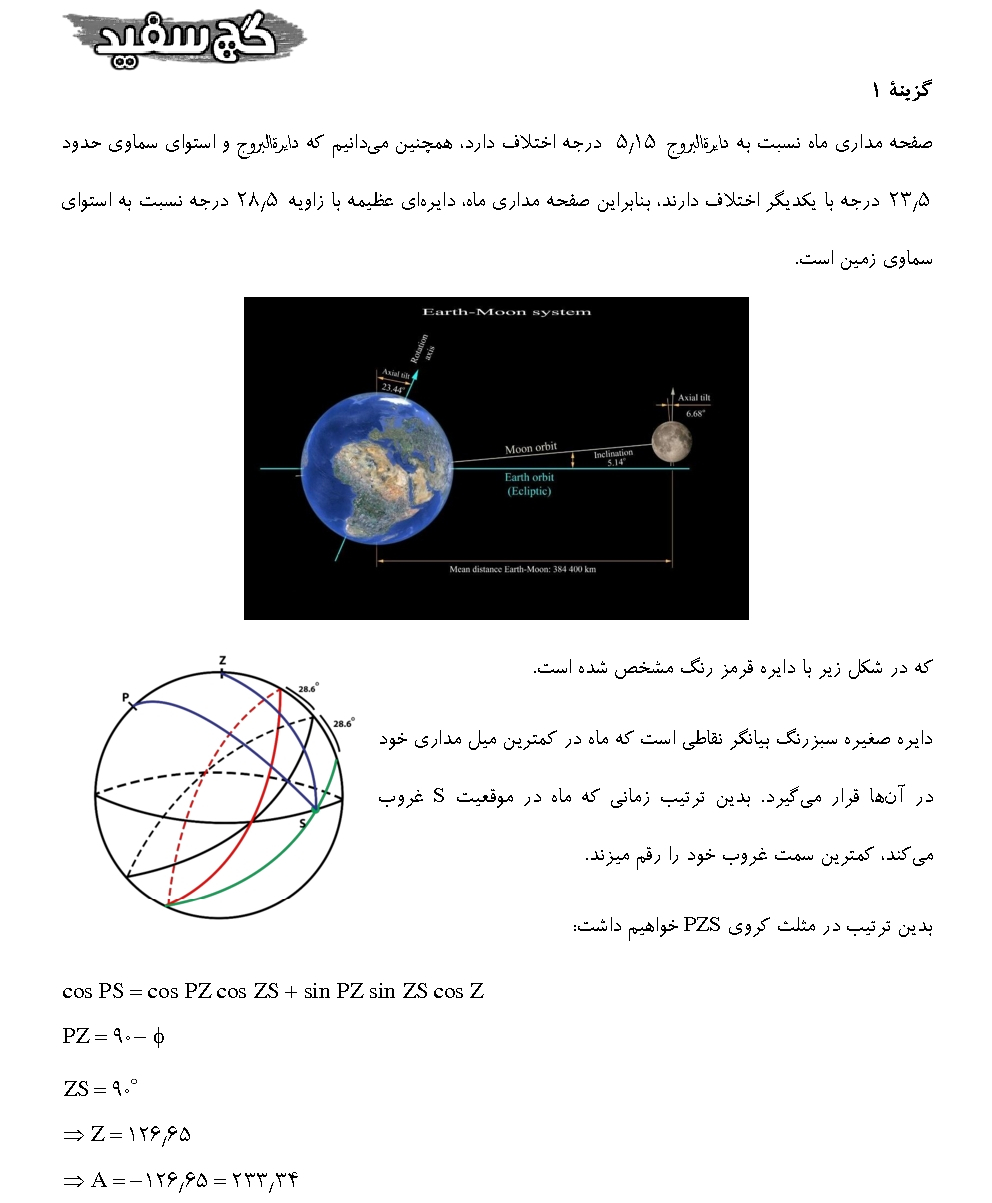 گچ سفید
گزینهٔ ۱
صفحه مداری ماه نسبت به دایرةالبروج ۵٫۱۵ درجه اختلاف دارد، همچنین می‌دانیم که دایرةالبروج و استوای سماوی حدود
۲۳٫۵ درجه با یکدیگر اختلاف دارند، بنابراین صفحه مداری ماه، دایره‌ای عظیمه با زاویه ۲۸٫۵ درجه نسبت به استوای
سماوی زمین است.
Earth-Moon system
Rotation
axis
Axial tilt
23.44°
Axial tilt
6.68°
Moon orbit
Inclination
5.14°
Earth orbit
(Ecliptic)
Mean distance Earth-Moon: 384 400 km
که در شکل زیر با دایره قرمز رنگ مشخص شده است.
Z
28.6°
P
28.6°
S
دایره صغیره سبزرنگ بیانگر نقاطی است که ماه در کمترین میل مداری خود
در آن‌ها قرار می‌گیرد. بدین ترتیب زمانی که ماه در موقعیت S غروب
می‌کند، کمترین سمت غروب خود را رقم میزند.
بدین ترتیب در مثلث کروی PZS خواهیم داشت:
cos PS = cos PZ cos ZS + sin PZ sin ZS cos Z
PZ = ۹۰ − ϕ
ZS = ۹۰°
⇒ Z = ۱۲۶٫۶۵
⇒ A = −۱۲۶٫۶۵ = ۲۳۳٫۳۴